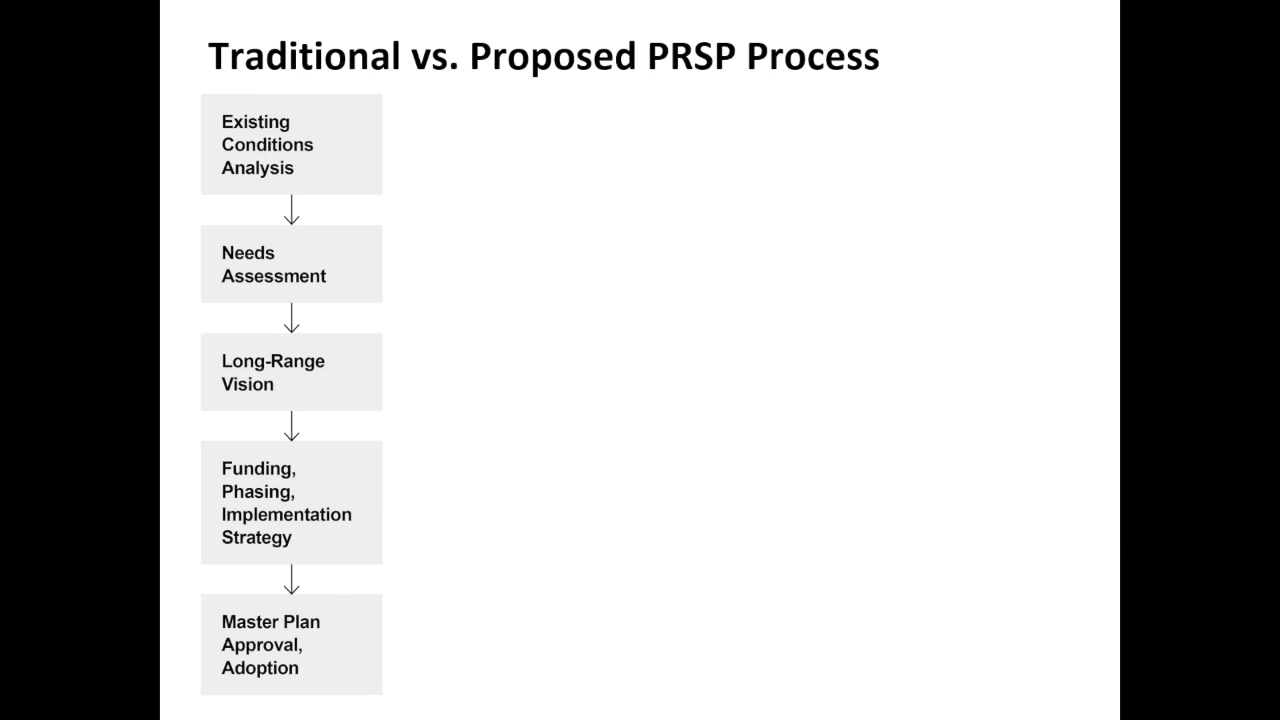 Traditional vs. Proposed PRSP Process
Existing
Conditions
Analysis
Needs
Assessment
Long-Range
Vision
Funding,
Phasing,
Implementation
Strategy
Master Plan
Approval,
Adoption